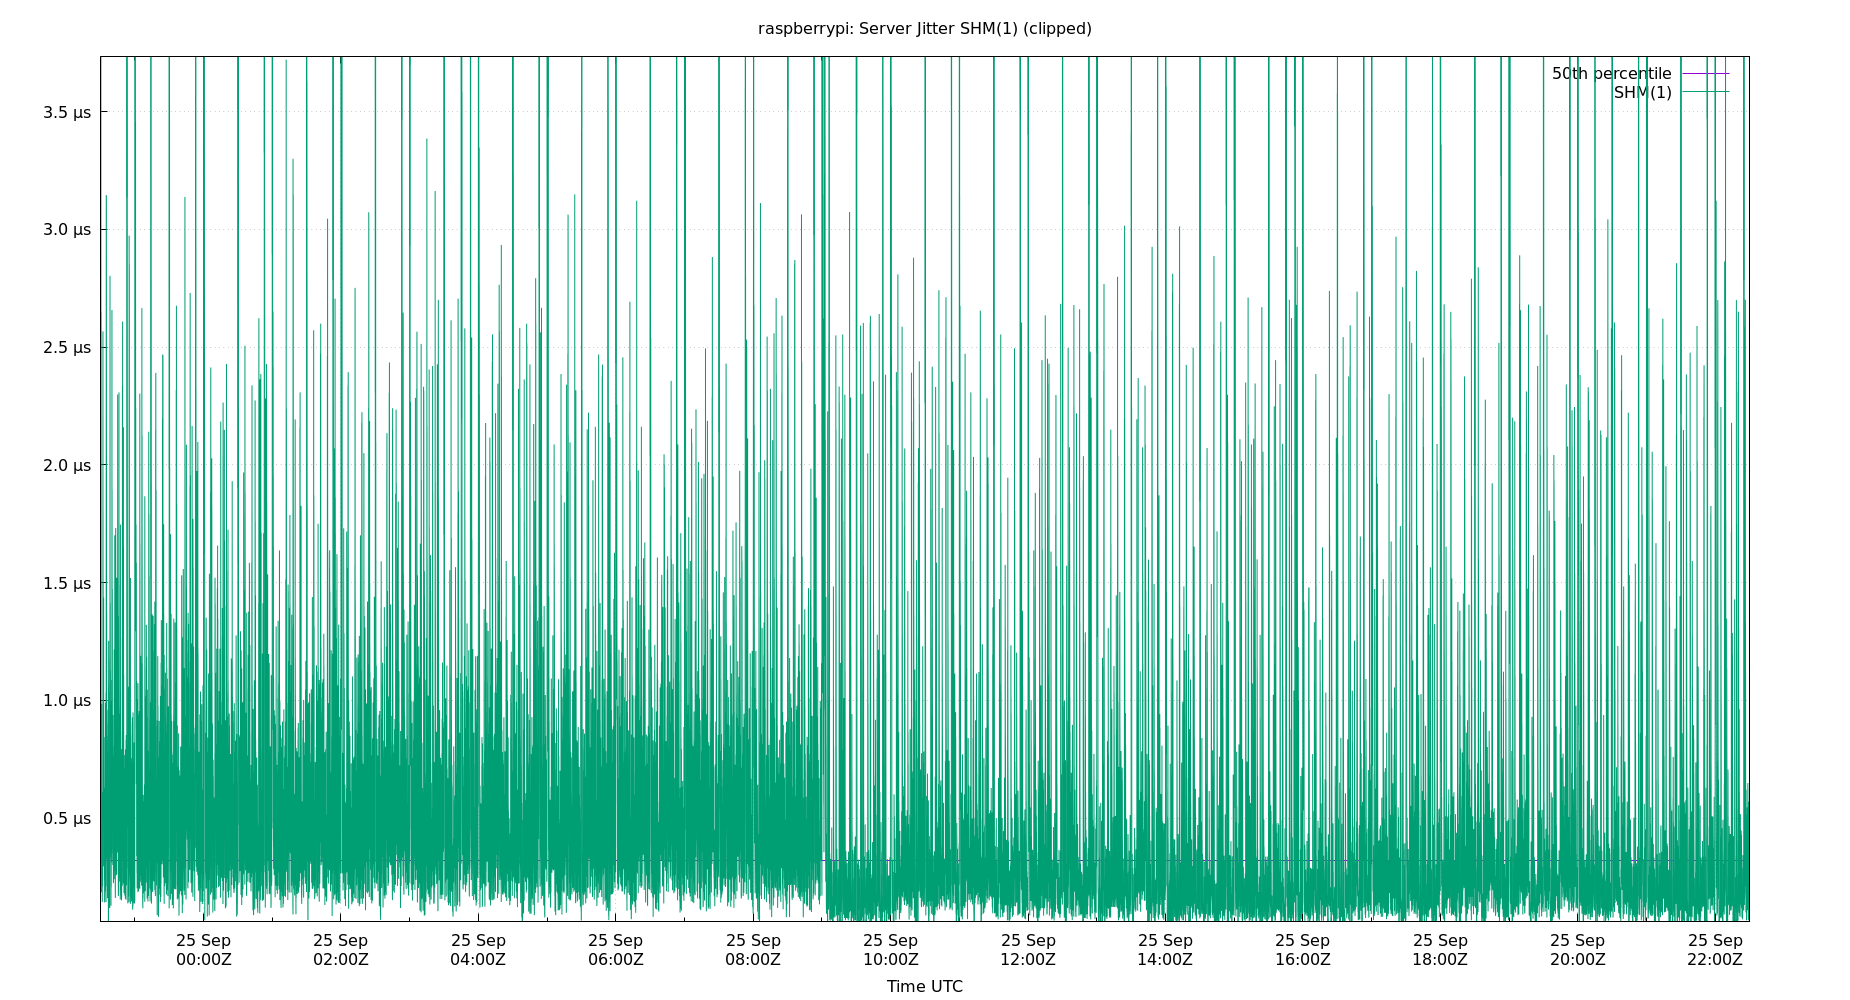 raspberrypi: Server Jitter SHM(1) (clipped)
50th percentile
SHM(1)
3.5 µs
3.0 µs
2.5 µs
2.0 µs
1.5 µs
1.0 µs
0.5 µs
25 Sep 25 Sep 25 Sep 25 Sep 25 Sep 25 Sep 25 Sep 25 Sep 25 Sep 25 Sep 25 Sep 25 Sep
00:00Z 02:00Z 04:00Z 06:00Z 08:00Z 10:00Z 12:00Z 14:00Z 16:00Z 18:00Z 20:00Z 22:00Z
Time UTC